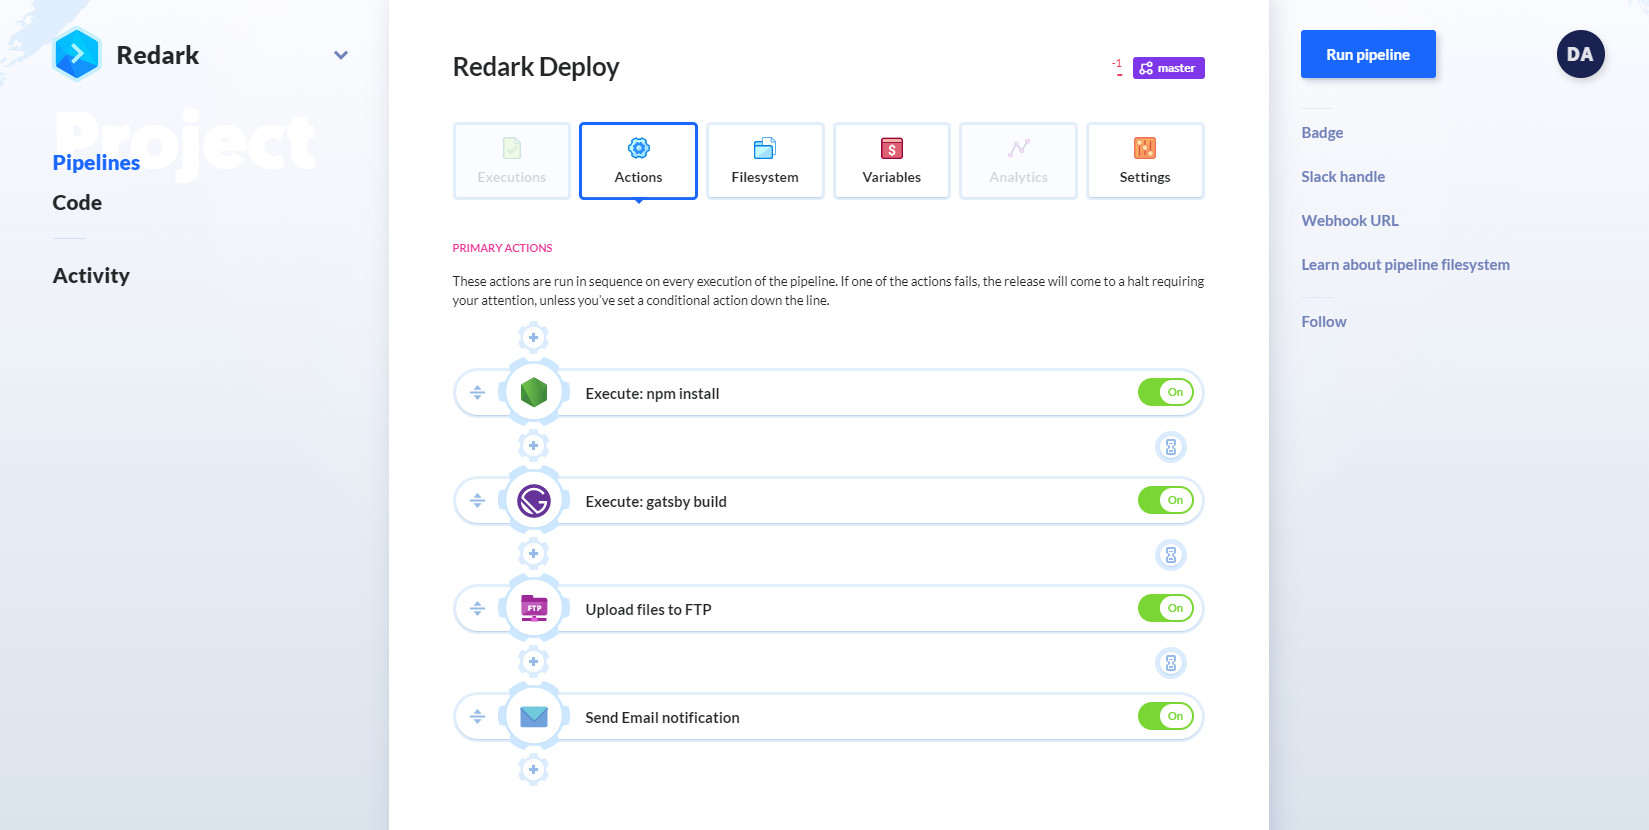 Redark
Project
Pipelines
Code
Activity
Redark Deploy
-1
master
Executions
Actions
Filesystem
$
Variables
Analytics
Settings
PRIMARY ACTIONS
These actions are run in sequence on every execution of the pipeline. If one of the actions fails, the release will come to a halt requiring
your attention, unless you've set a conditional action down the line.
Execute: npm install
On
Execute: gatsby build
On
FTP
Upload files to FTP
On
Send Email notification
On
Run pipeline
DA
Badge
Slack handle
Webhook URL
Learn about pipeline filesystem
Follow